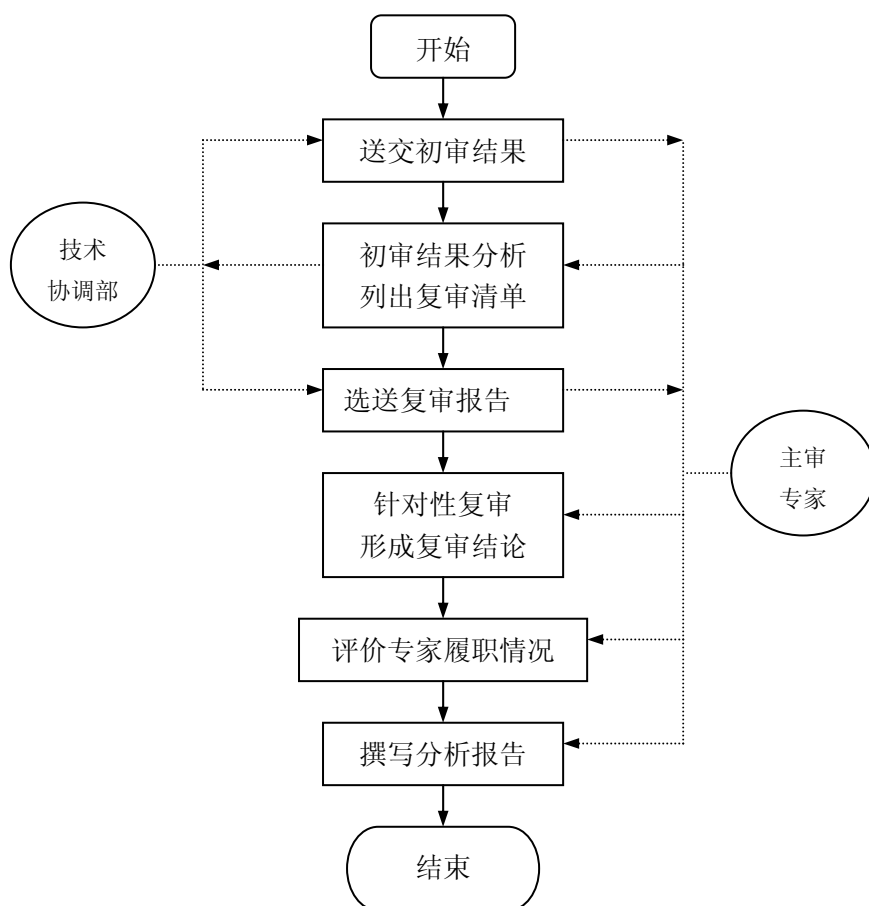 开始
送交初审结果
技术
协调部
初审结果分析
列出复审清单
选送复审报告
主审
专家
针对性复审
形成复审结论
评价专家履职情况
撰写分析报告
结束